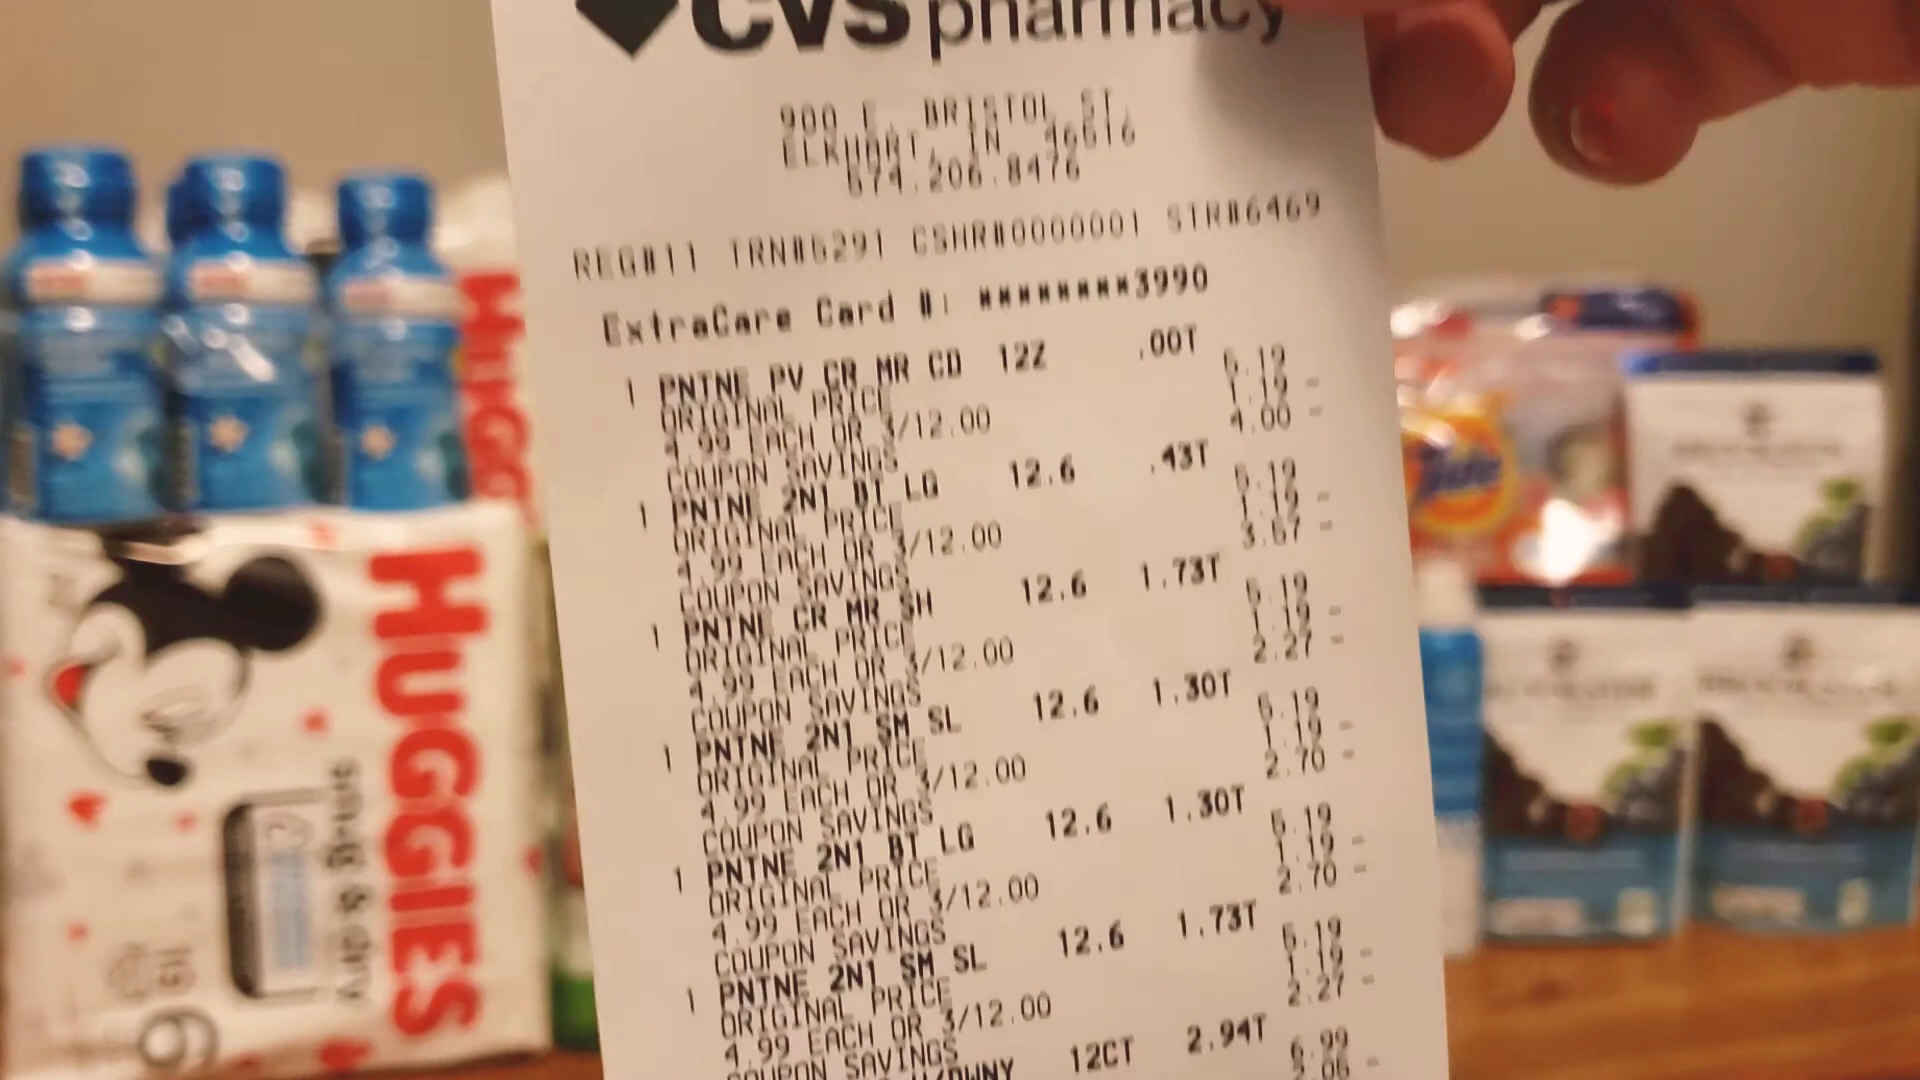 CVS pharmacy
900 E. BRISTOL ST.
ELKHART, IN 46516
574.206.8476
REG#11 TRN#6291 CSHR#0000001 STR#6469
ExtraCare Card #: ********3990
1 PNTNE PV CR MR CD 12Z .00T
ORIGINAL PRICE 5.19
4.99 EACH OR 3/12.00 1.19 -
COUPON SAVINGS 4.00 -
1 PNTNE 2N1 BT LG 12.6 .43T
ORIGINAL PRICE 5.19
4.99 EACH OR 3/12.00 1.19 -
COUPON SAVINGS 3.57 -
1 PNTNE CR MR SH 12.6 1.73T
ORIGINAL PRICE 5.19
4.99 EACH OR 3/12.00 1.19 -
COUPON SAVINGS 2.27 -
1 PNTNE 2N1 SM SL 12.6 1.30T
ORIGINAL PRICE 5.19
4.99 EACH OR 3/12.00 1.19 -
COUPON SAVINGS 2.70 -
1 PNTNE 2N1 BT LG 12.6 1.30T
ORIGINAL PRICE 5.19
4.99 EACH OR 3/12.00 1.19 -
COUPON SAVINGS 2.70 -
1 PNTNE 2N1 SM SL 12.6 1.73T
ORIGINAL PRICE 5.19
4.99 EACH OR 3/12.00 1.19 -
COUPON SAVINGS 2.27 -
/DWNY 12CT 2.94T
6.99
HUGGIES
snug & dry
6
Tide